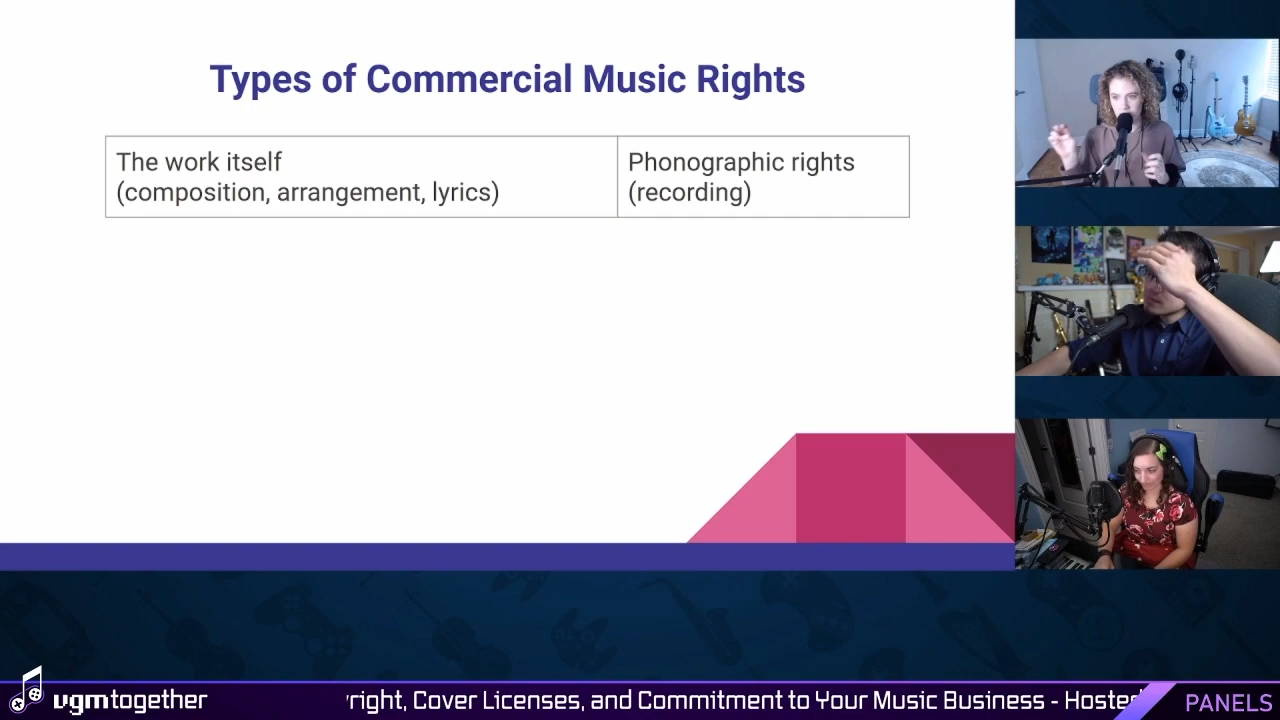 Types of Commercial Music Rights
The work itself
(composition, arrangement, lyrics)
Phonographic rights
(recording)
vgmtogether
right, Cover Licenses, and Commitment to Your Music Business - Hosted
PANELS